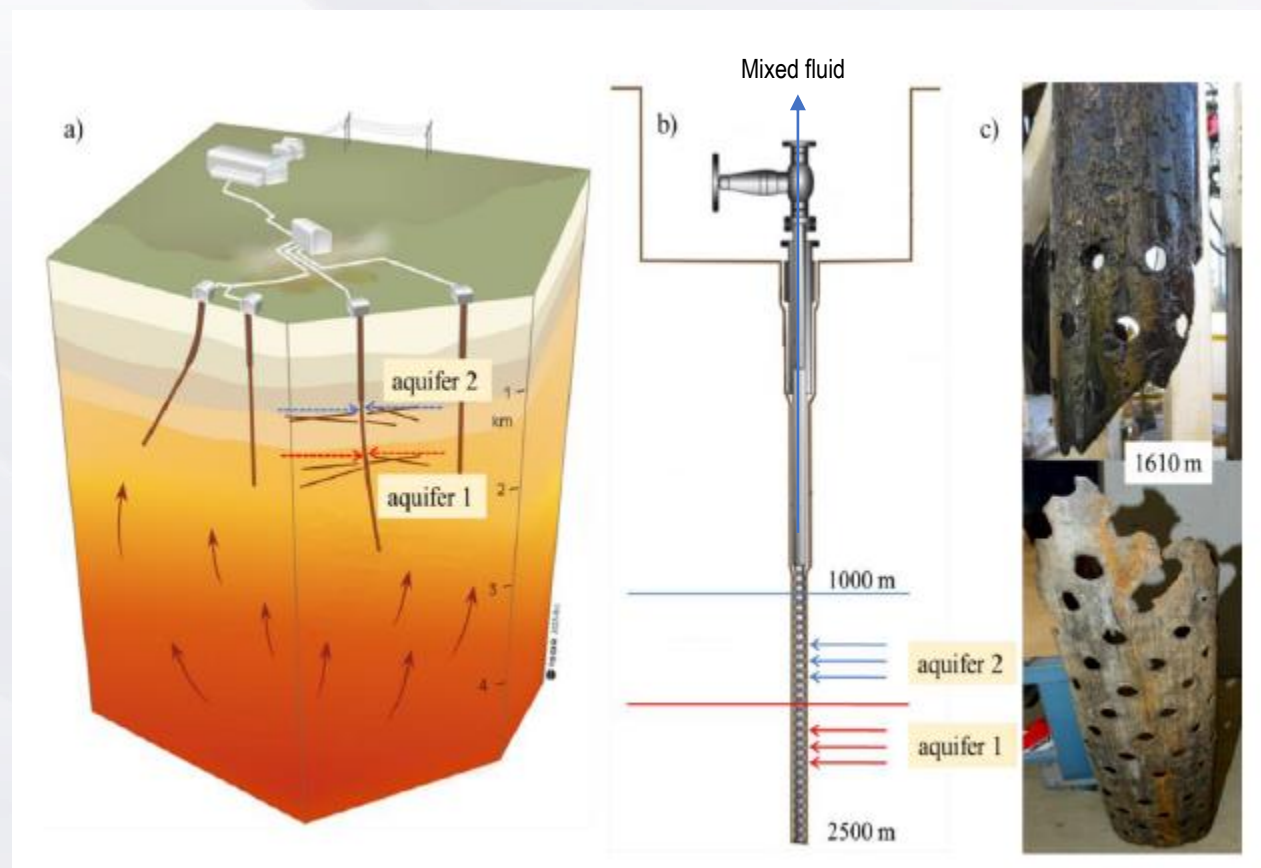 a)
aquifer 2
aquifer 1
1
km
2
3
4
Mixed fluid
b)
1000 m
aquifer 2
aquifer 1
2500 m
c)
1610 m